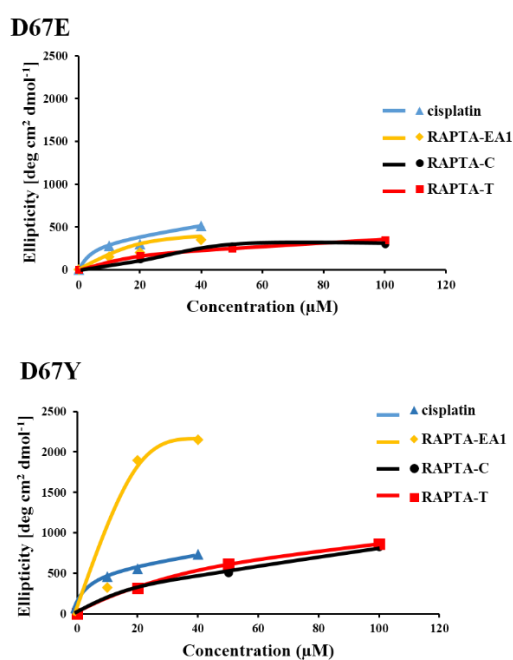 D67E
Ellipticity [deg cm² dmol⁻¹]
2500
2000
1500
1000
500
0
0 20 40 60 80 100 120
Concentration (µM)
cisplatin
RAPTA-EA1
RAPTA-C
RAPTA-T
D67Y
Ellipticity [deg cm² dmol⁻¹]
2500
2000
1500
1000
500
0
0 20 40 60 80 100 120
Concentration (µM)
cisplatin
RAPTA-EA1
RAPTA-C
RAPTA-T